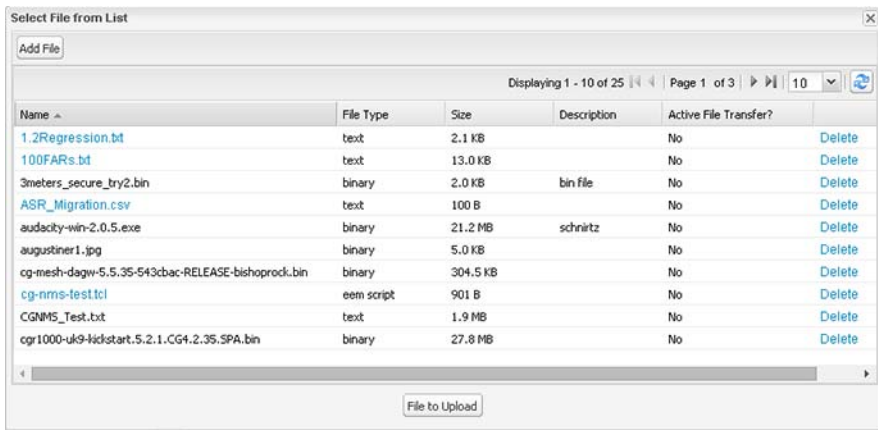 Select File from List
Add File
Displaying 1 - 10 of 25 Page 1 of 3 10
Name File Type Size Description Active File Transfer?
1.2Regression.txt text 2.1 KB No Delete
100FARs.txt text 13.0 KB No Delete
3meters_secure_try2.bin binary 2.0 KB bin file No Delete
ASR_Migration.csv text 100 B No Delete
audacity-win-2.0.5.exe binary 21.2 MB schnirtz No Delete
augustiner1.jpg binary 5.0 KB No Delete
cg-mesh-dagw-5.5.35-543cbac-RELEASE-bishoprock.bin binary 304.5 KB No Delete
cg-nms-test.tcl eem script 901 B No Delete
CGNMS_Test.txt text 1.9 MB No Delete
cgr1000-uk9-kickstart.5.2.1.CG4.2.35.SPA.bin binary 27.8 MB No Delete
File to Upload